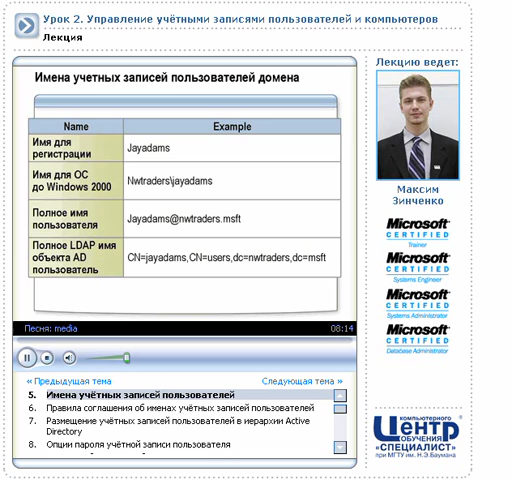 Урок 2. Управление учётными записями пользователей и компьютеров
Лекция
Имена учетных записей пользователей домена
Name Example
Имя для
регистрации
Jayadams
Имя для ОС
до Windows 2000
Nwtraders\jayadams
Полное имя
пользователя
Jayadams@nwtraders.msft
Полное LDAP имя
объекта AD
пользователь
CN=jayadams,CN=users,dc=nwtraders,dc=msft
Песня: media 08:14
« Предыдущая тема Следующая тема »
5. Имена учётных записей пользователей
6. Правила соглашения об именах учётных записей пользователей
7. Размещение учётных записей пользователей в иерархии Active
Directory
8. Опции пароля учётной записи пользователя
Лекцию ведет:
Максим
Зинченко
Microsoft
CERTIFIED
Trainer
Microsoft
CERTIFIED
Systems Engineer
Microsoft
CERTIFIED
Systems Administrator
Microsoft
CERTIFIED
Database Administrator
компьютерного
Центр
ОБУЧЕНИЯ
«СПЕЦИАЛИСТ»
при МГТУ им. Н.Э.Баумана